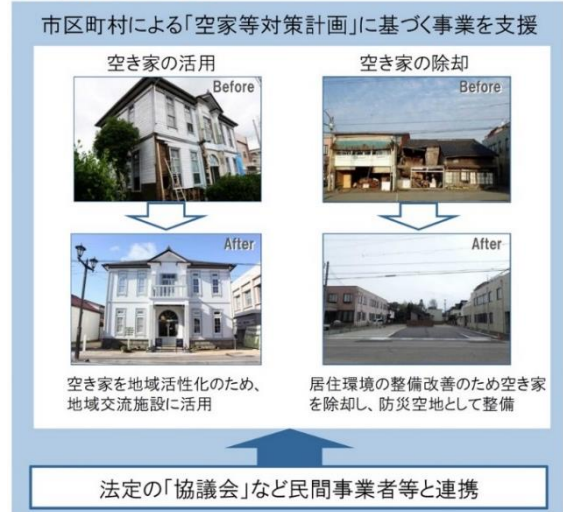 市区町村による「空家等対策計画」に基づく事業を支援
空き家の活用
Before
After
空き家を地域活性化のため、
地域交流施設に活用
空き家の除却
Before
After
居住環境の整備改善のため空き家
を除却し、防災空地として整備
法定の「協議会」など民間事業者等と連携